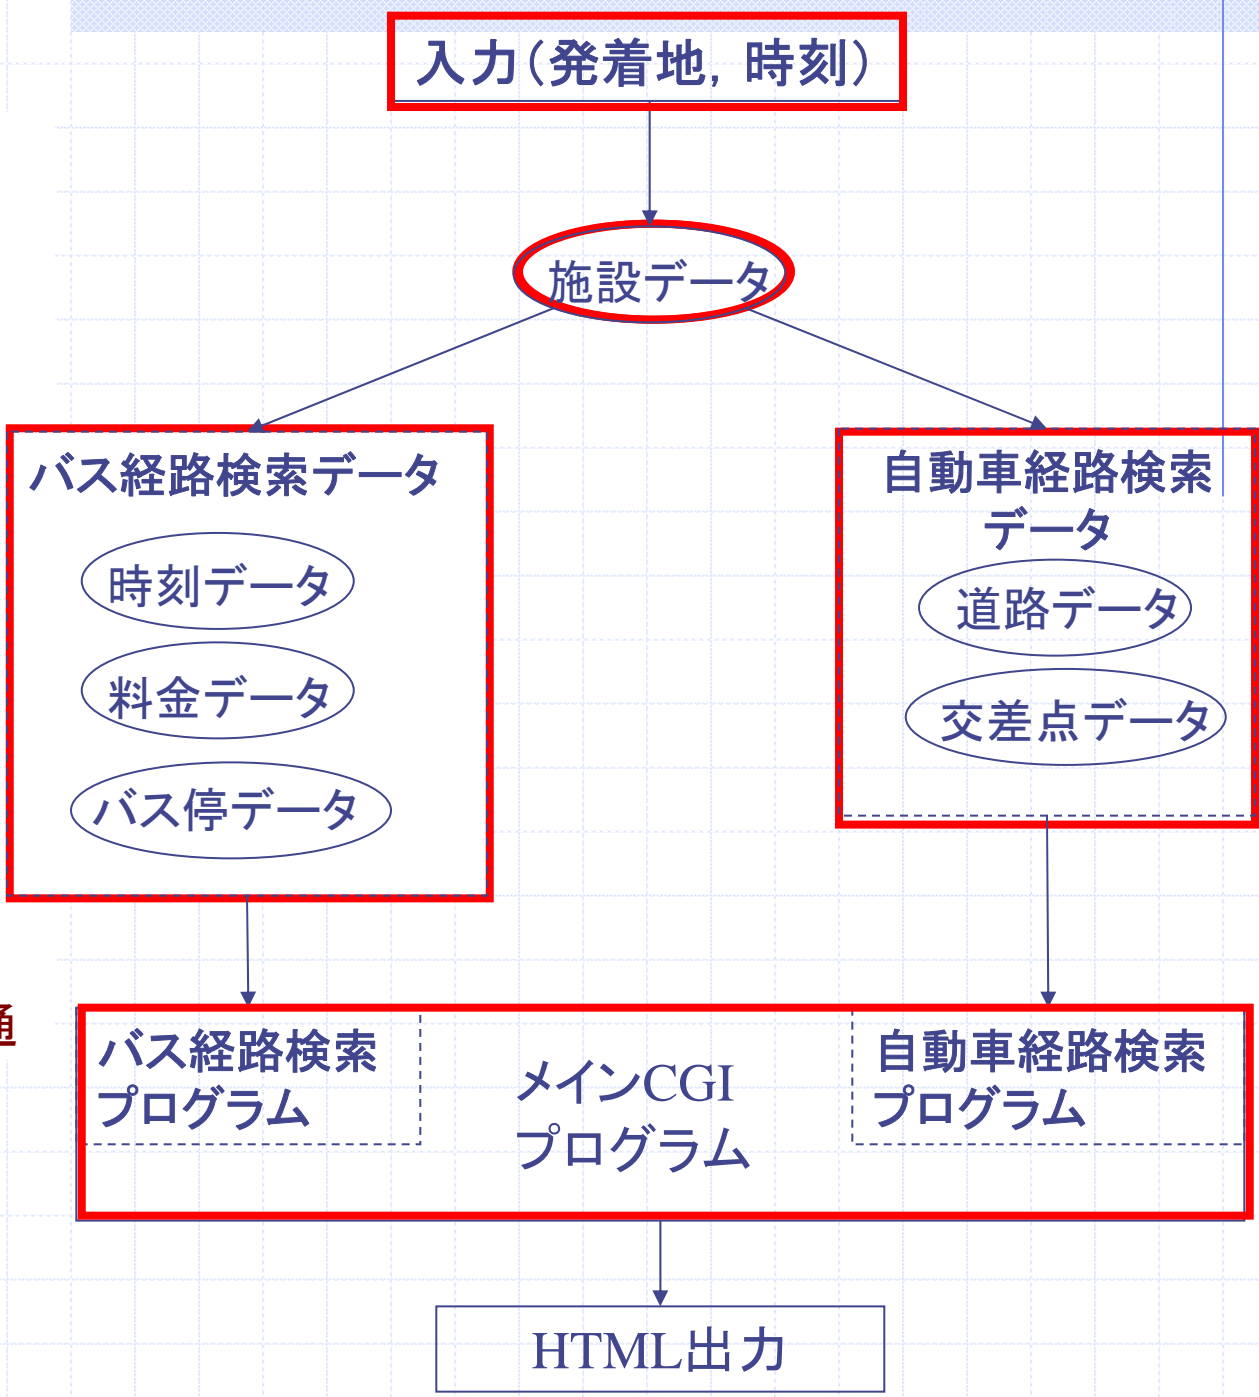 入力（発着地，時刻）
施設データ
バス経路検索データ
時刻データ
料金データ
バス停データ
自動車経路検索
データ
道路データ
交差点データ
通
バス経路検索
プログラム
メインCGI
プログラム
自動車経路検索
プログラム
HTML出力